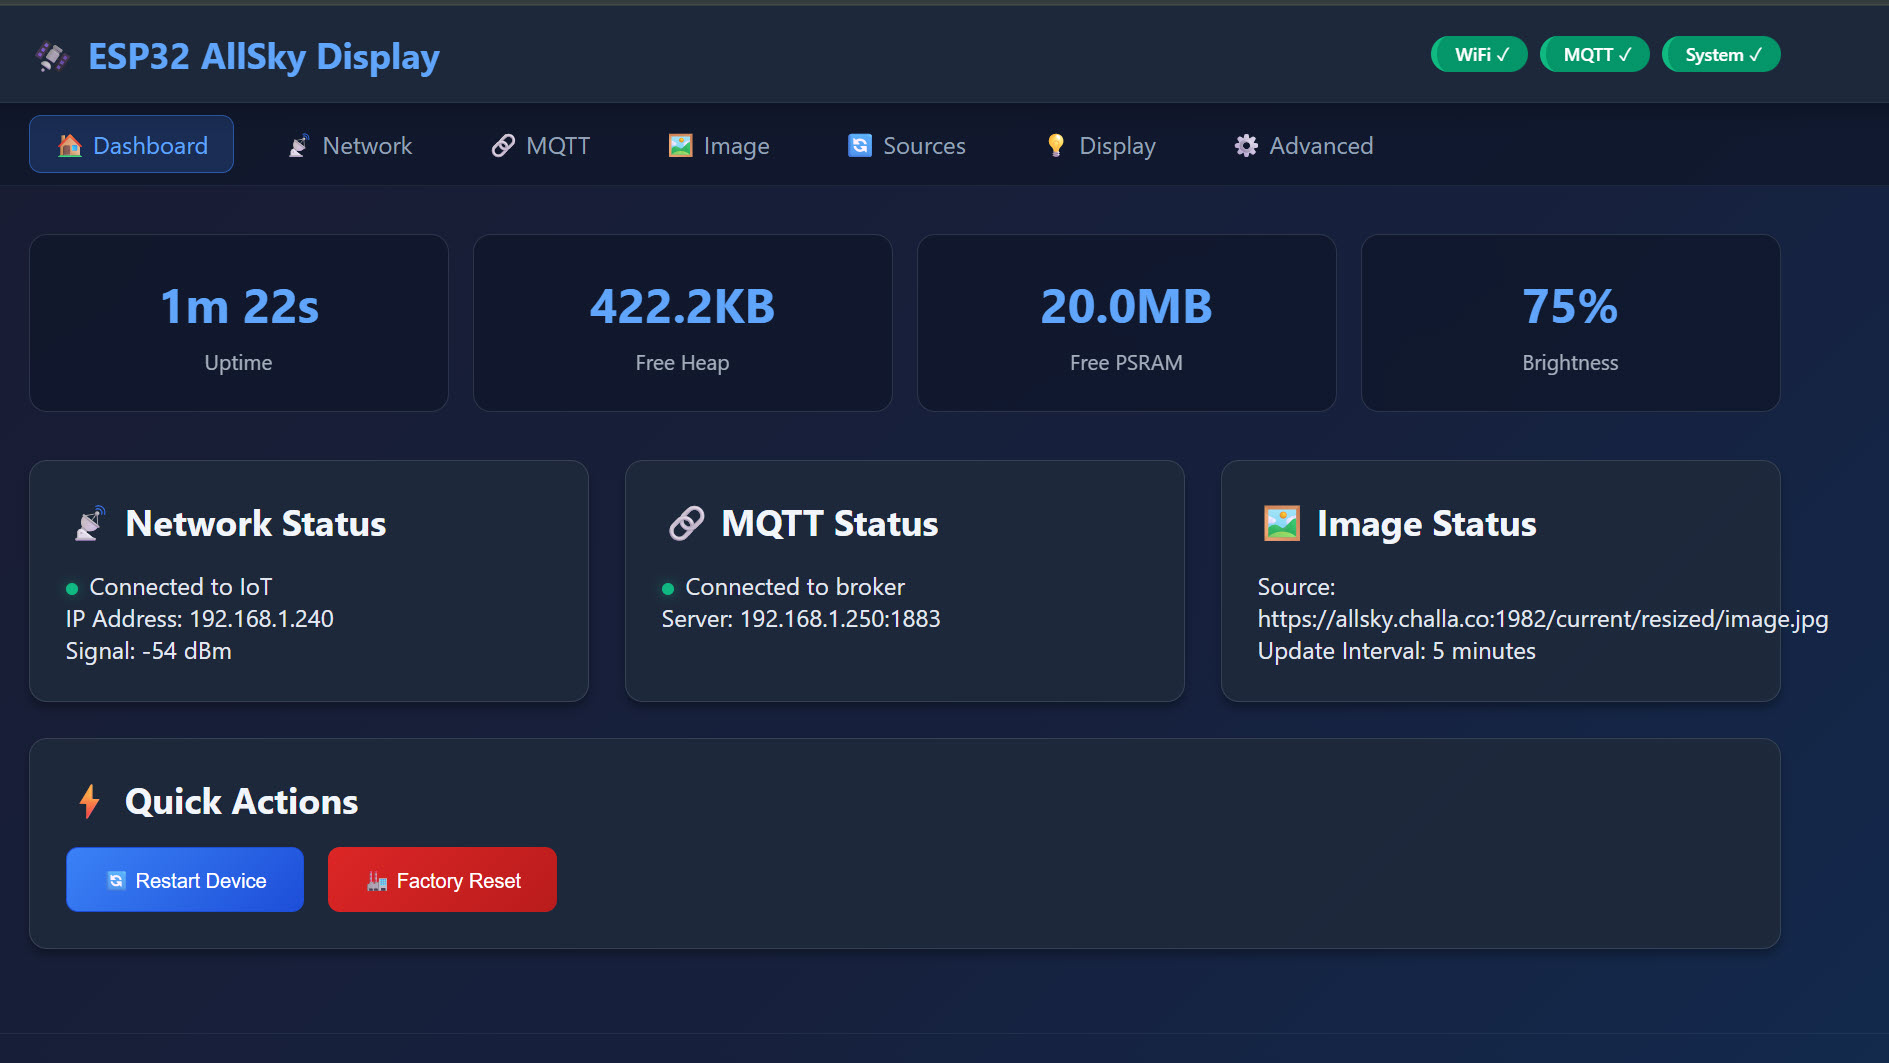 ESP32 AllSky Display
WiFi ✓
MQTT ✓
System ✓
Dashboard
Network
MQTT
Image
Sources
Display
Advanced
1m 22s
Uptime
422.2KB
Free Heap
20.0MB
Free PSRAM
75%
Brightness
Network Status
Connected to IoT
IP Address: 192.168.1.240
Signal: -54 dBm
MQTT Status
Connected to broker
Server: 192.168.1.250:1883
Image Status
Source:
https://allsky.challa.co:1982/current/resized/image.jpg
Update Interval: 5 minutes
Quick Actions
Restart Device
Factory Reset